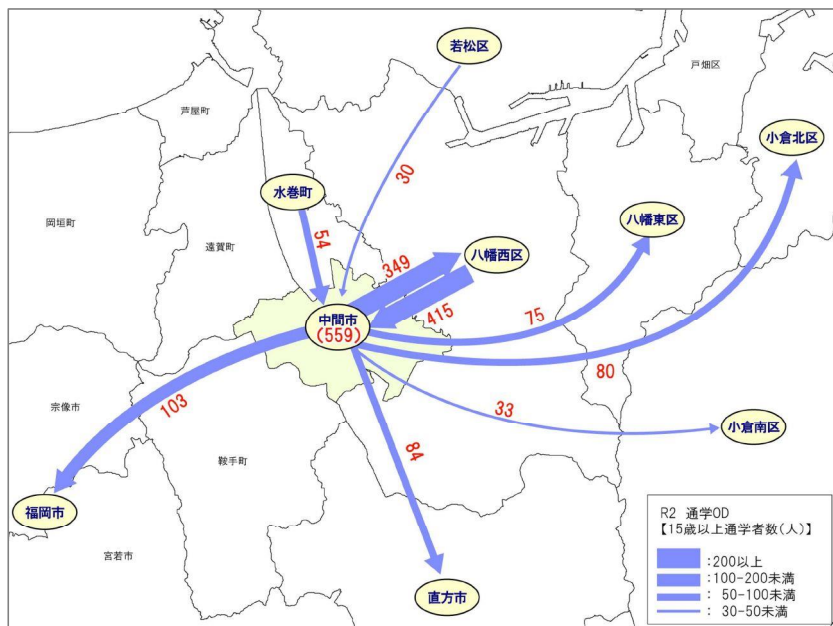 若松区
戸畑区
芦屋町
小倉北区
水巻町
30
岡垣町
八幡東区
遠賀町
54
349
八幡西区
415
中間市
(559)
75
80
103
33
宗像市
小倉南区
84
鞍手町
福岡市
宮若市
直方市
R2 通学OD
【15歳以上通学者数(人)】
:200以上
:100-200未満
:50-100未満
:30-50未満